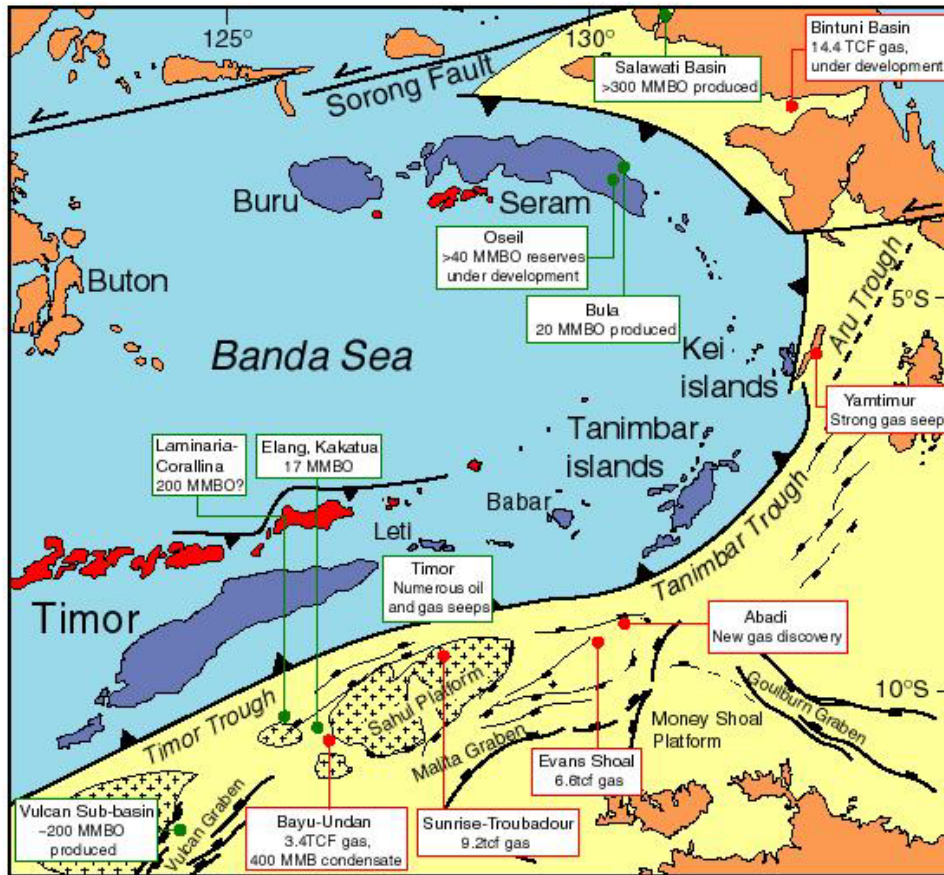 125°
130°
Bintuni Basin
14.4 TCF gas,
under development
Salawati Basin
>300 MMBO produced
Sorong Fault
Buru
Seram
Oseil
>40 MMBO reserves
under development
Aru Trough
Buton
5°S
Bula
20 MMBO produced
Banda Sea
Kei
islands
Yamtimur
Strong gas seep
Laminaria-
Corallina
200 MMBO?
Elang, Kakatua
17 MMBO
Tanimbar
islands
Babar
Leti
Tanimbar Trough
Timor
Numerous oil
and gas seeps
Timor
Abadi
New gas discovery
10°S
Goulburn Graben
Sahul Platform
Timor Trough
Money Shoal
Platform
Malita Graben
Evans Shoal
6.6tcf gas
Vulcan Sub-basin
~200 MMBO
produced
Vulcan Graben
Bayu-Undan
3.4TCF gas,
400 MMB condensate
Sunrise-Troubadour
9.2tcf gas